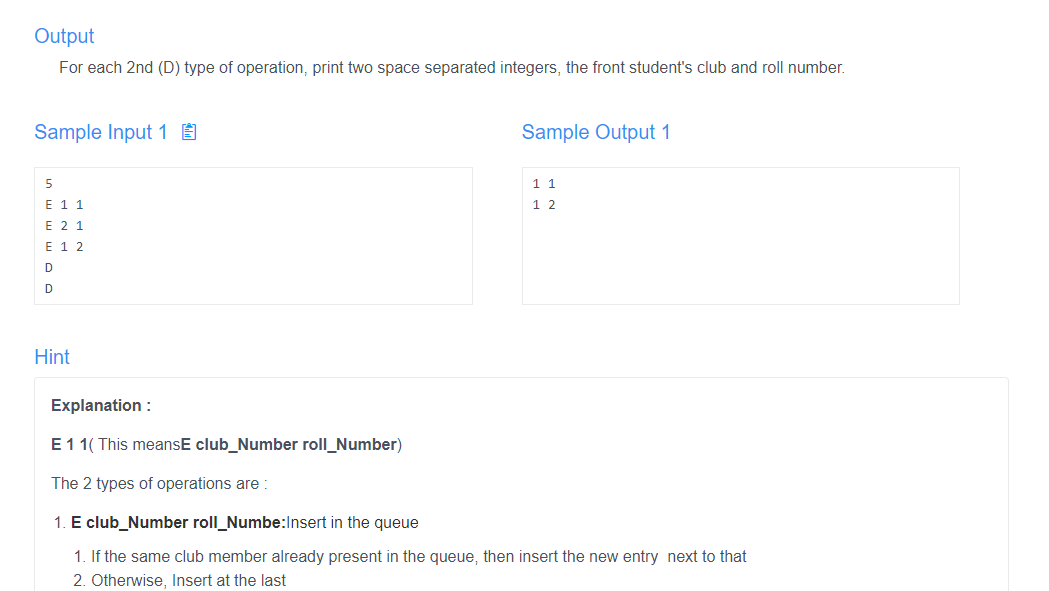 Output
For each 2nd (D) type of operation, print two space separated integers, the front student's club and roll number.
Sample Input 1
5
E 1 1
E 2 1
E 1 2
D
D
Sample Output 1
1 1
1 2
Hint
Explanation :
E 1 1( This meansE club_Number roll_Number)
The 2 types of operations are :
1. E club_Number roll_Numbe:Insert in the queue
1. If the same club member already present in the queue, then insert the new entry  next to that
2. Otherwise, Insert at the last